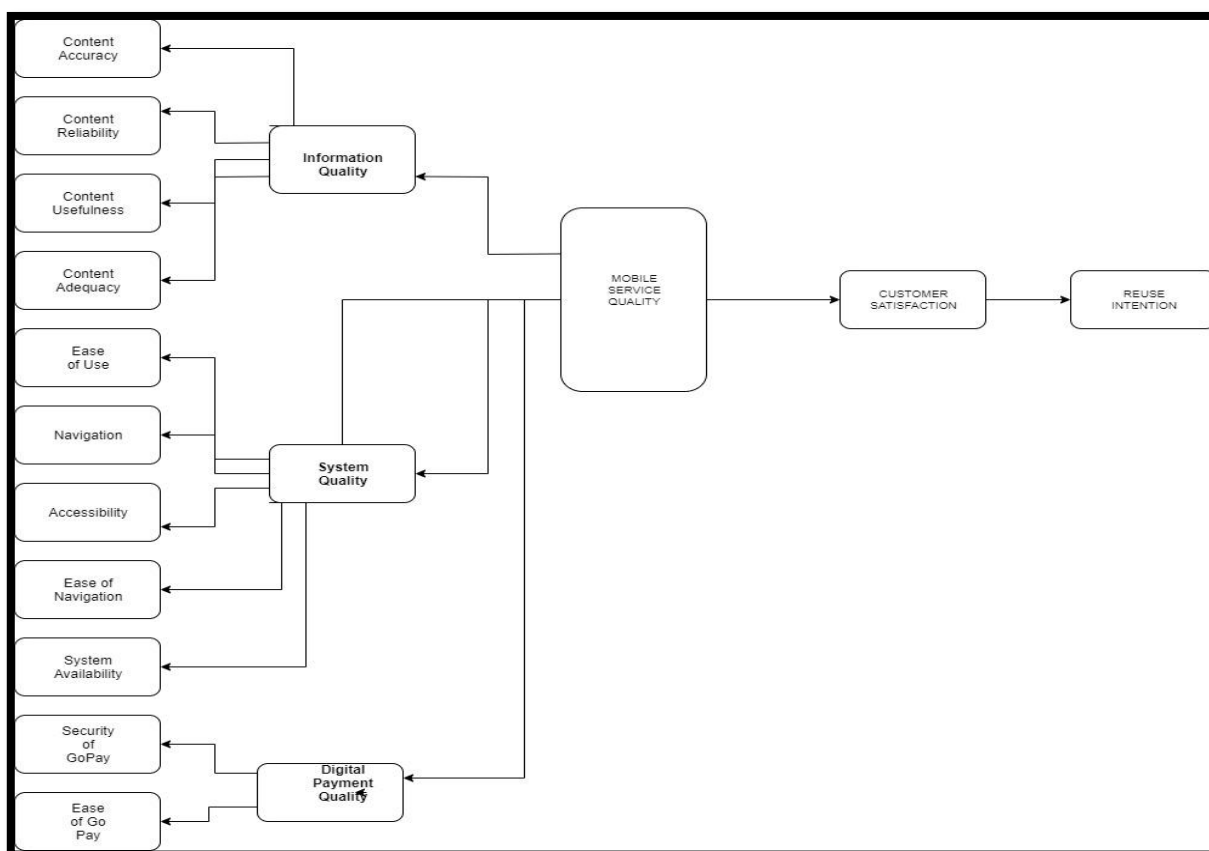 Content
Accuracy
Content
Reliability
Information
Quality
Content
Usefulness
Content
Adequacy
MOBILE
SERVICE
QUALITY
CUSTOMER
SATISFACTION
REUSE
INTENTION
Ease
of Use
Navigation
System
Quality
Accessibility
Ease of
Navigation
System
Availability
Security
of
GoPay
Digital
Payment
Quality
Ease
of Go
Pay